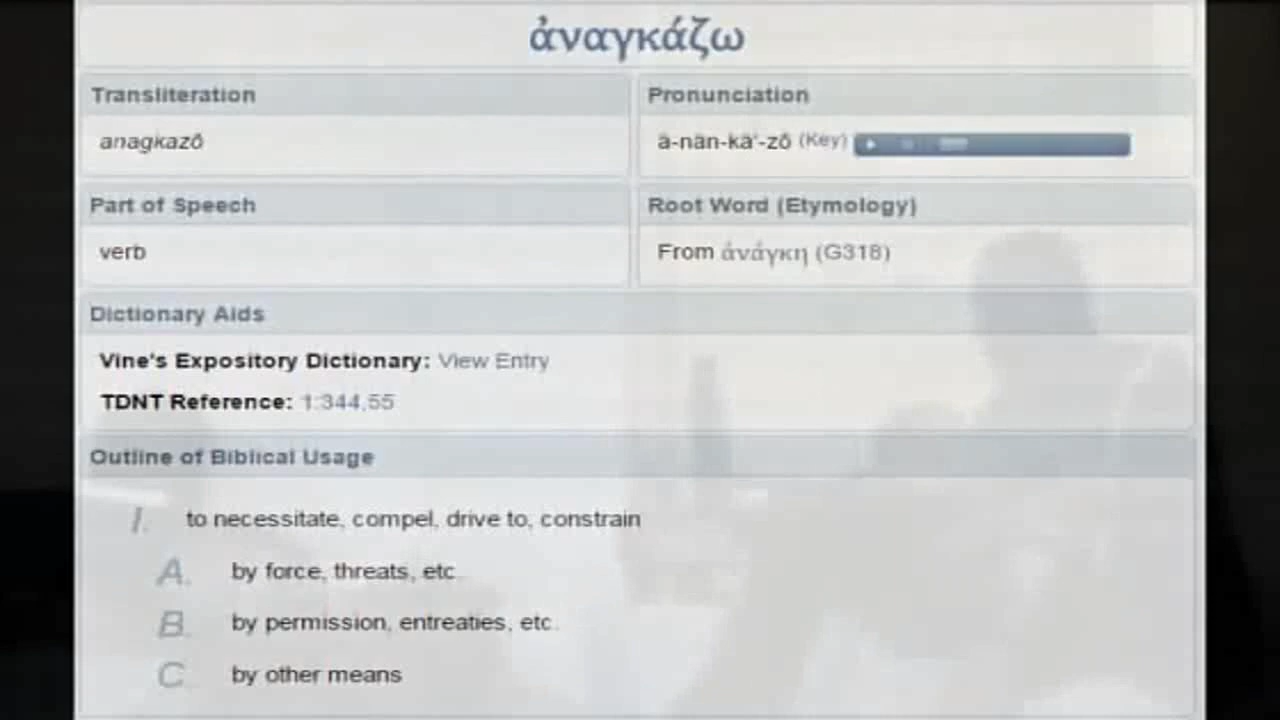 ἀναγκάζω
Transliteration
Pronunciation
anagkazō
ä-nän-kä'-zō (Key)
Part of Speech
Root Word (Etymology)
verb
From ἀνάγκη (G318)
Dictionary Aids
Vine's Expository Dictionary: View Entry
TDNT Reference: 1:344,55
Outline of Biblical Usage
I. to necessitate, compel, drive to, constrain
A. by force, threats, etc
B. by permission, entreaties, etc.
C. by other means